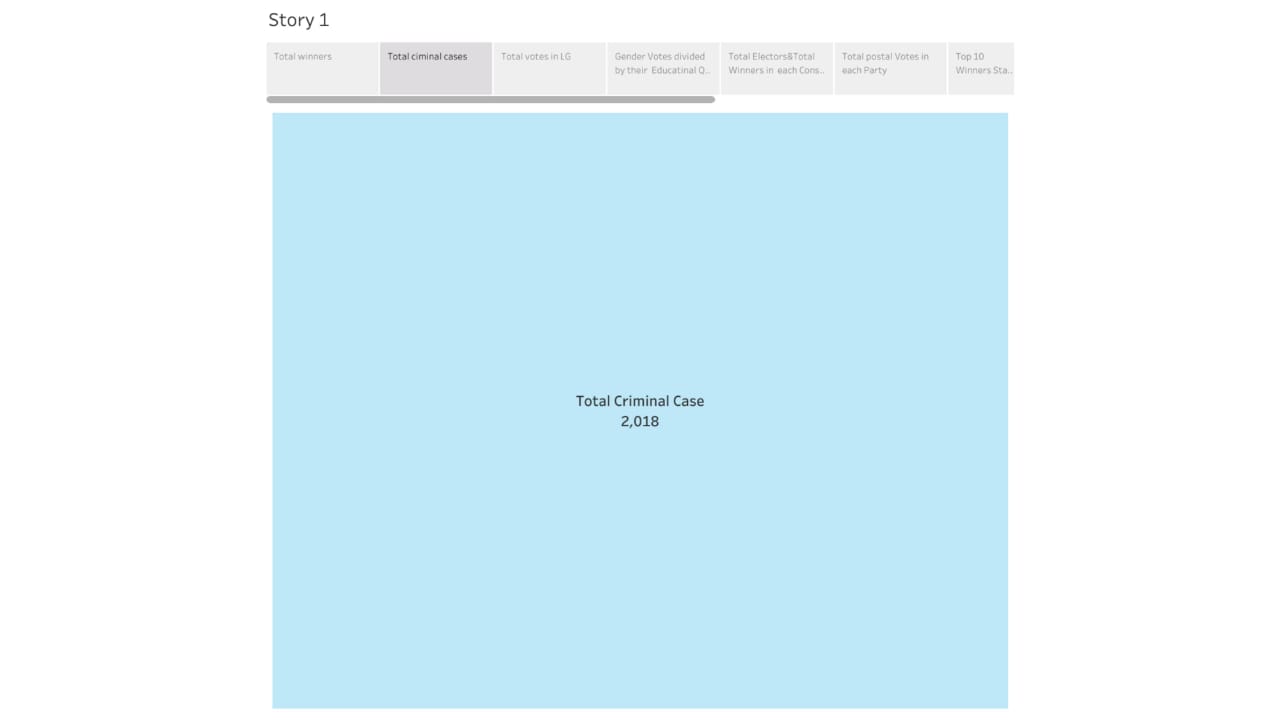 Story 1
Total winners
Total ciminal cases
Total votes in LG
Gender Votes divided
by their Educatinal Q..
Total Electors&Total
Winners in each Cons..
Total postal Votes in
each Party
Top 10
Winners Sta..
Total Criminal Case
2,018